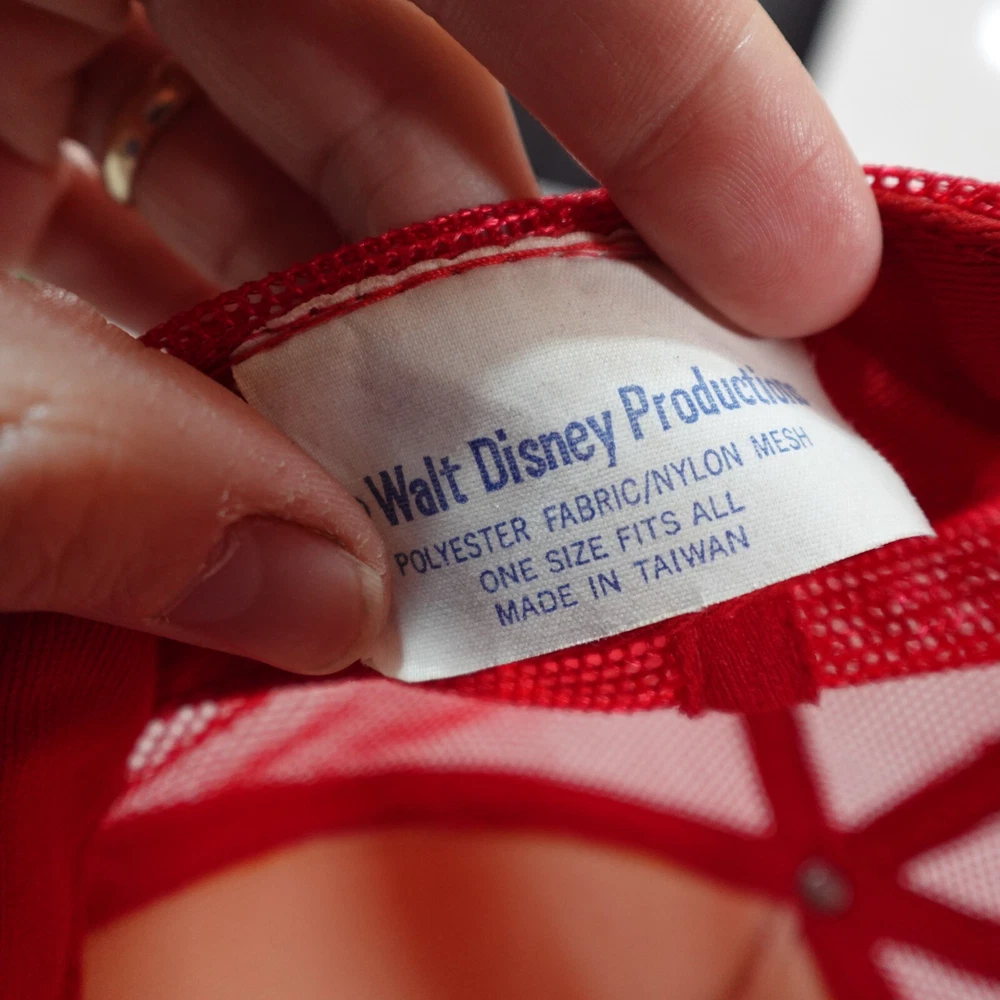 Walt Disney Productions
POLYESTER FABRIC/NYLON MESH
ONE SIZE FITS ALL
MADE IN TAIWAN